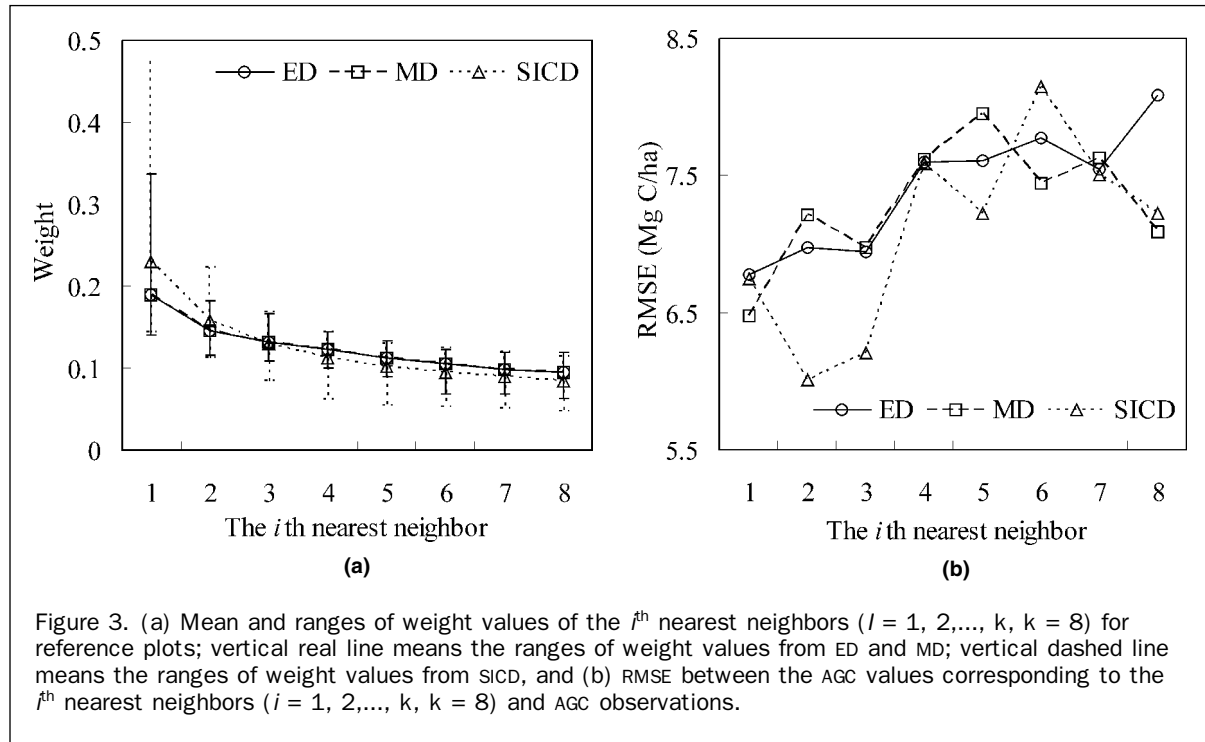 0.5
0.4
0.3
0.2
0.1
0
Weight
ED MD SICD
1 2 3 4 5 6 7 8
The i th nearest neighbor
(a)
8.5
7.5
6.5
5.5
RMSE (Mg C/ha)
ED MD SICD
1 2 3 4 5 6 7 8
The i th nearest neighbor
(b)
Figure 3. (a) Mean and ranges of weight values of the ith nearest neighbors (I = 1, 2,..., k, k = 8) for
reference plots; vertical real line means the ranges of weight values from ED and MD; vertical dashed line
means the ranges of weight values from SICD, and (b) RMSE between the AGC values corresponding to the
ith nearest neighbors (i = 1, 2,..., k, k = 8) and AGC observations.